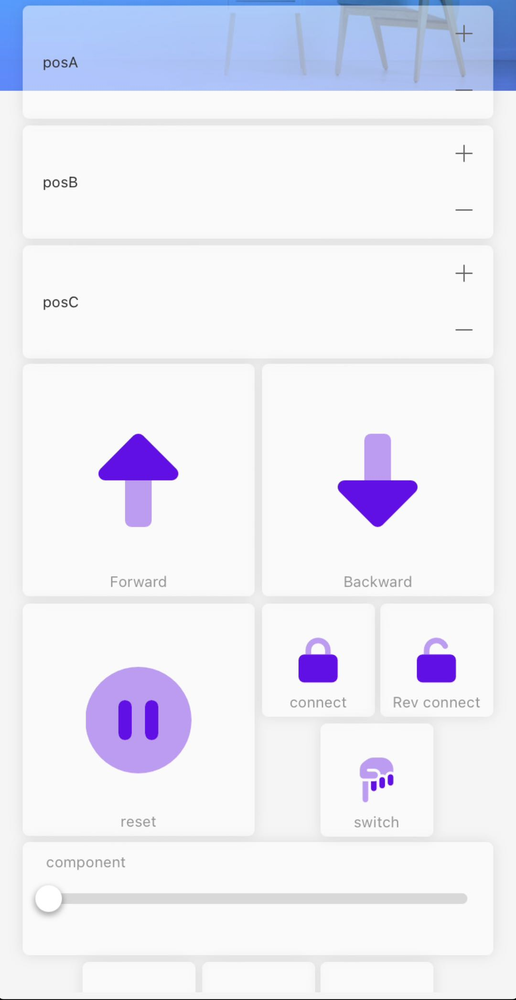 posA
posB
posC
Forward
Backward
connect
Rev connect
reset
switch
component